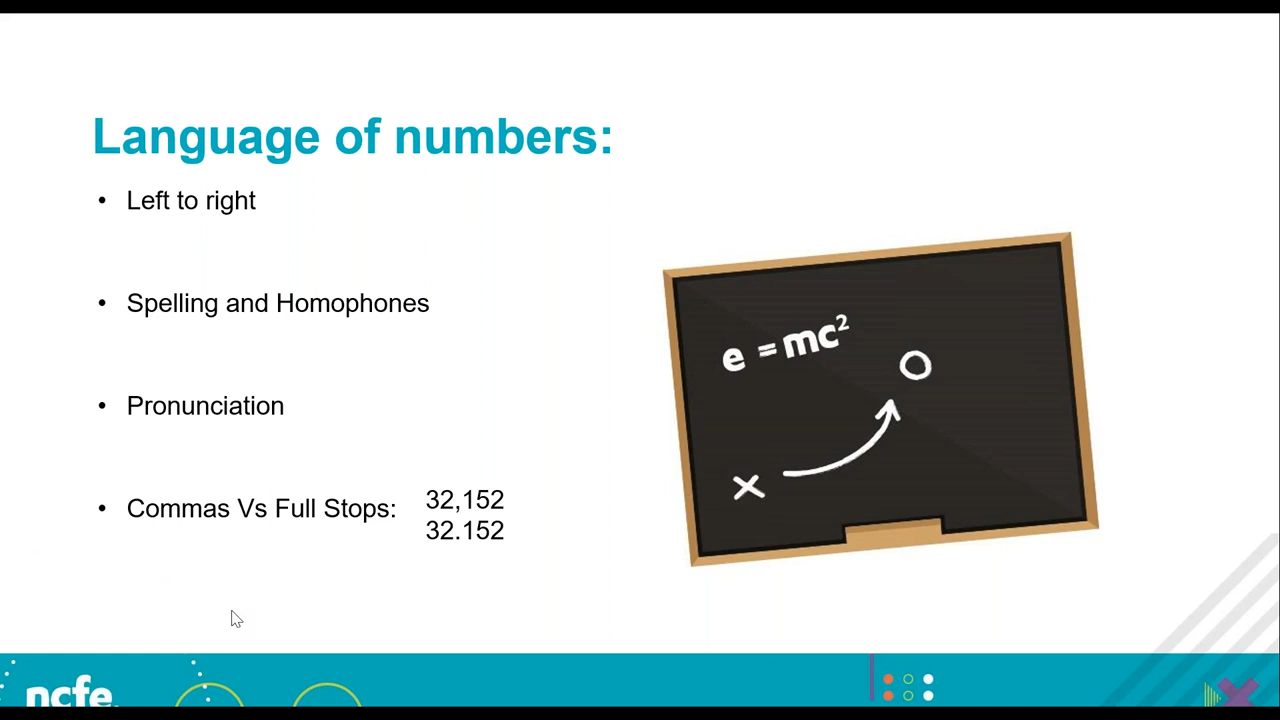 Language of numbers:
• Left to right
• Spelling and Homophones
• Pronunciation
• Commas Vs Full Stops: 32,152
32.152
e = mc²
ncfe.